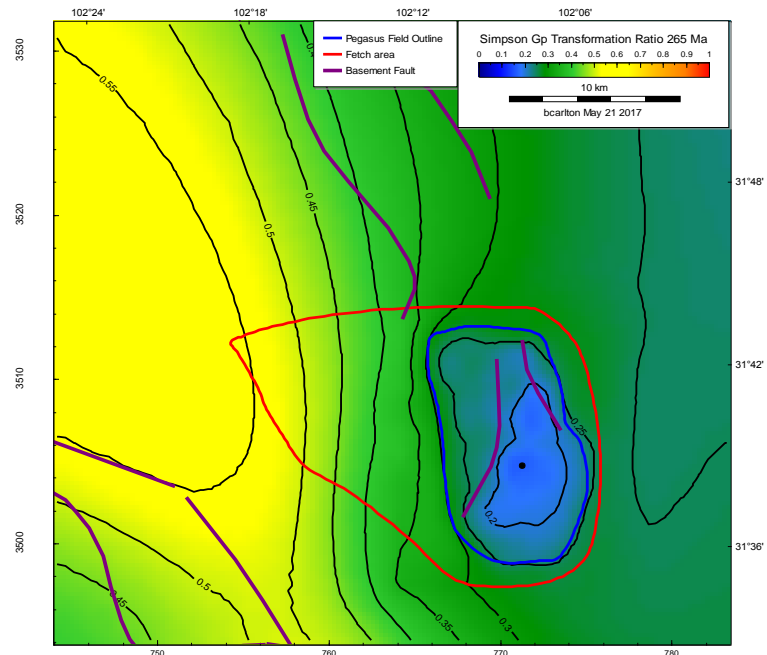 102°24' 102°18' 102°12' 102°06'
Pegasus Field Outline
Fetch area
Basement Fault
Simpson Gp Transformation Ratio 265 Ma
0 0.1 0.2 0.3 0.4 0.5 0.6 0.7 0.8 0.9 1
10 km
bcarlton May 21 2017
3530
0.55
31°48'
3520
0.45
0.5
31°42'
3510
0.25
0.2
31°36'
3500
0.5
0.45
0.35
0.3
750 760 770 780